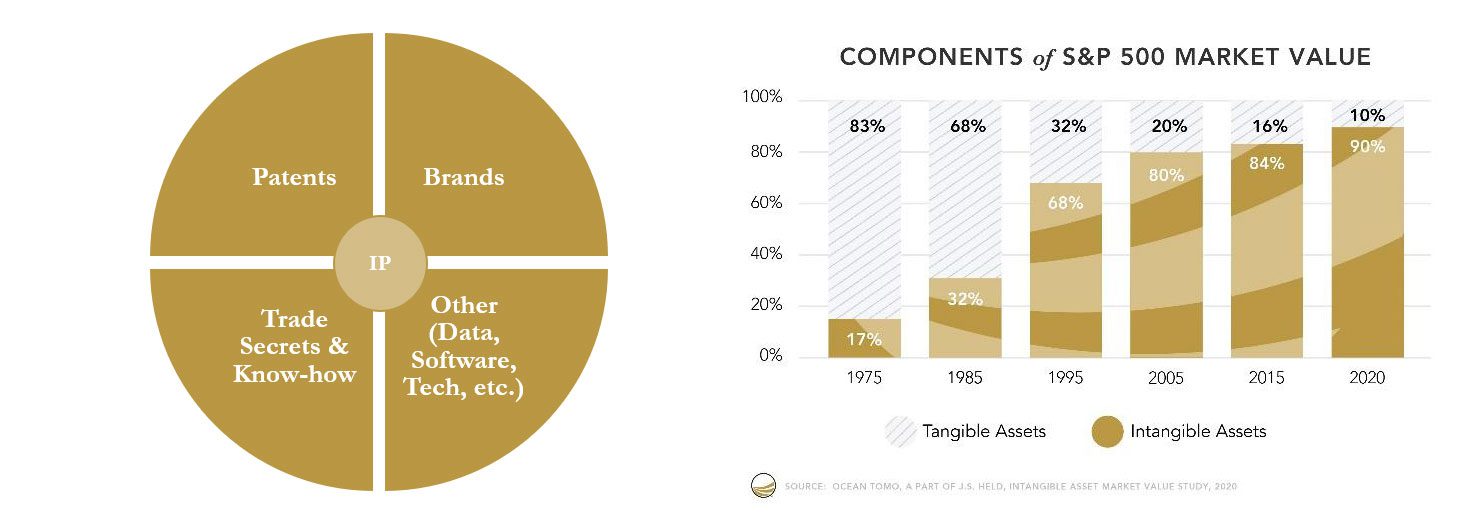 Patents
Brands
IP
Trade
Secrets &
Know-how
Other
(Data,
Software,
Tech, etc.)
COMPONENTS of S&P 500 MARKET VALUE
100%
80%
60%
40%
20%
0%
83% 68% 32% 20% 16% 10%
17% 32% 68% 80% 84% 90%
1975 1985 1995 2005 2015 2020
Tangible Assets Intangible Assets
SOURCE: OCEAN TOMO, A PART OF J.S. HELD, INTANGIBLE ASSET MARKET VALUE STUDY, 2020